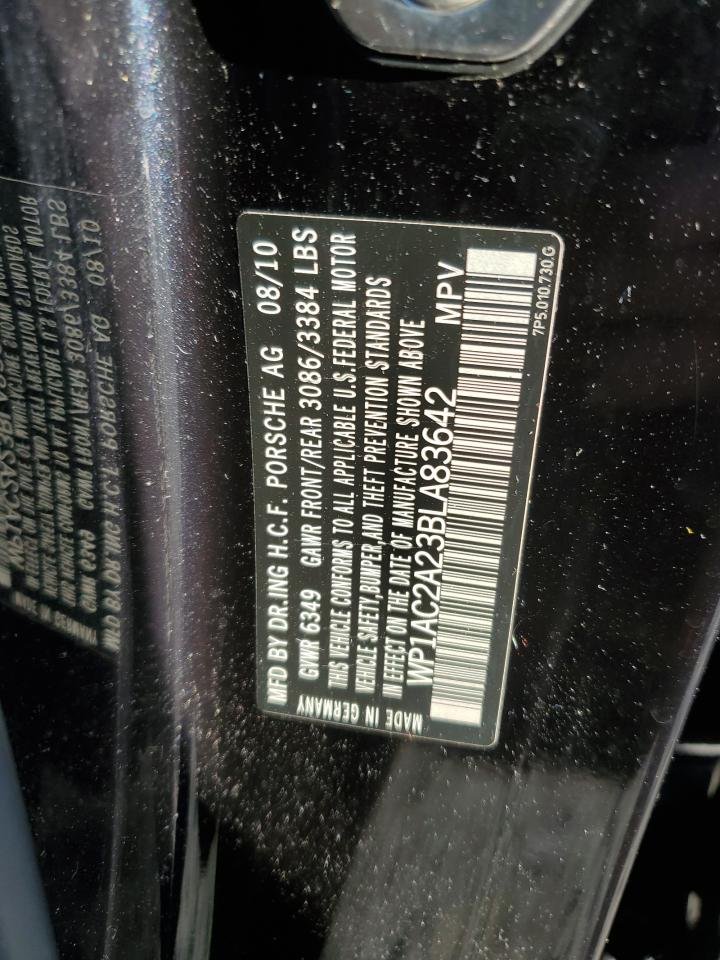 MFD BY DR.ING H.C.F. PORSCHE AG 08/10
GVWR 6349 GAWR FRONT/REAR 3086/3384 LBS
THIS VEHICLE CONFORMS TO ALL APPLICABLE U.S.FEDERAL MOTOR
VEHICLE SAFETY,BUMPER,AND THEFT PREVENTION STANDARDS
IN EFFECT ON THE DATE OF MANUFACTURE SHOWN ABOVE
WP1AC2A23BLA83642 MPV
MADE IN GERMANY
7P5.010.730.G